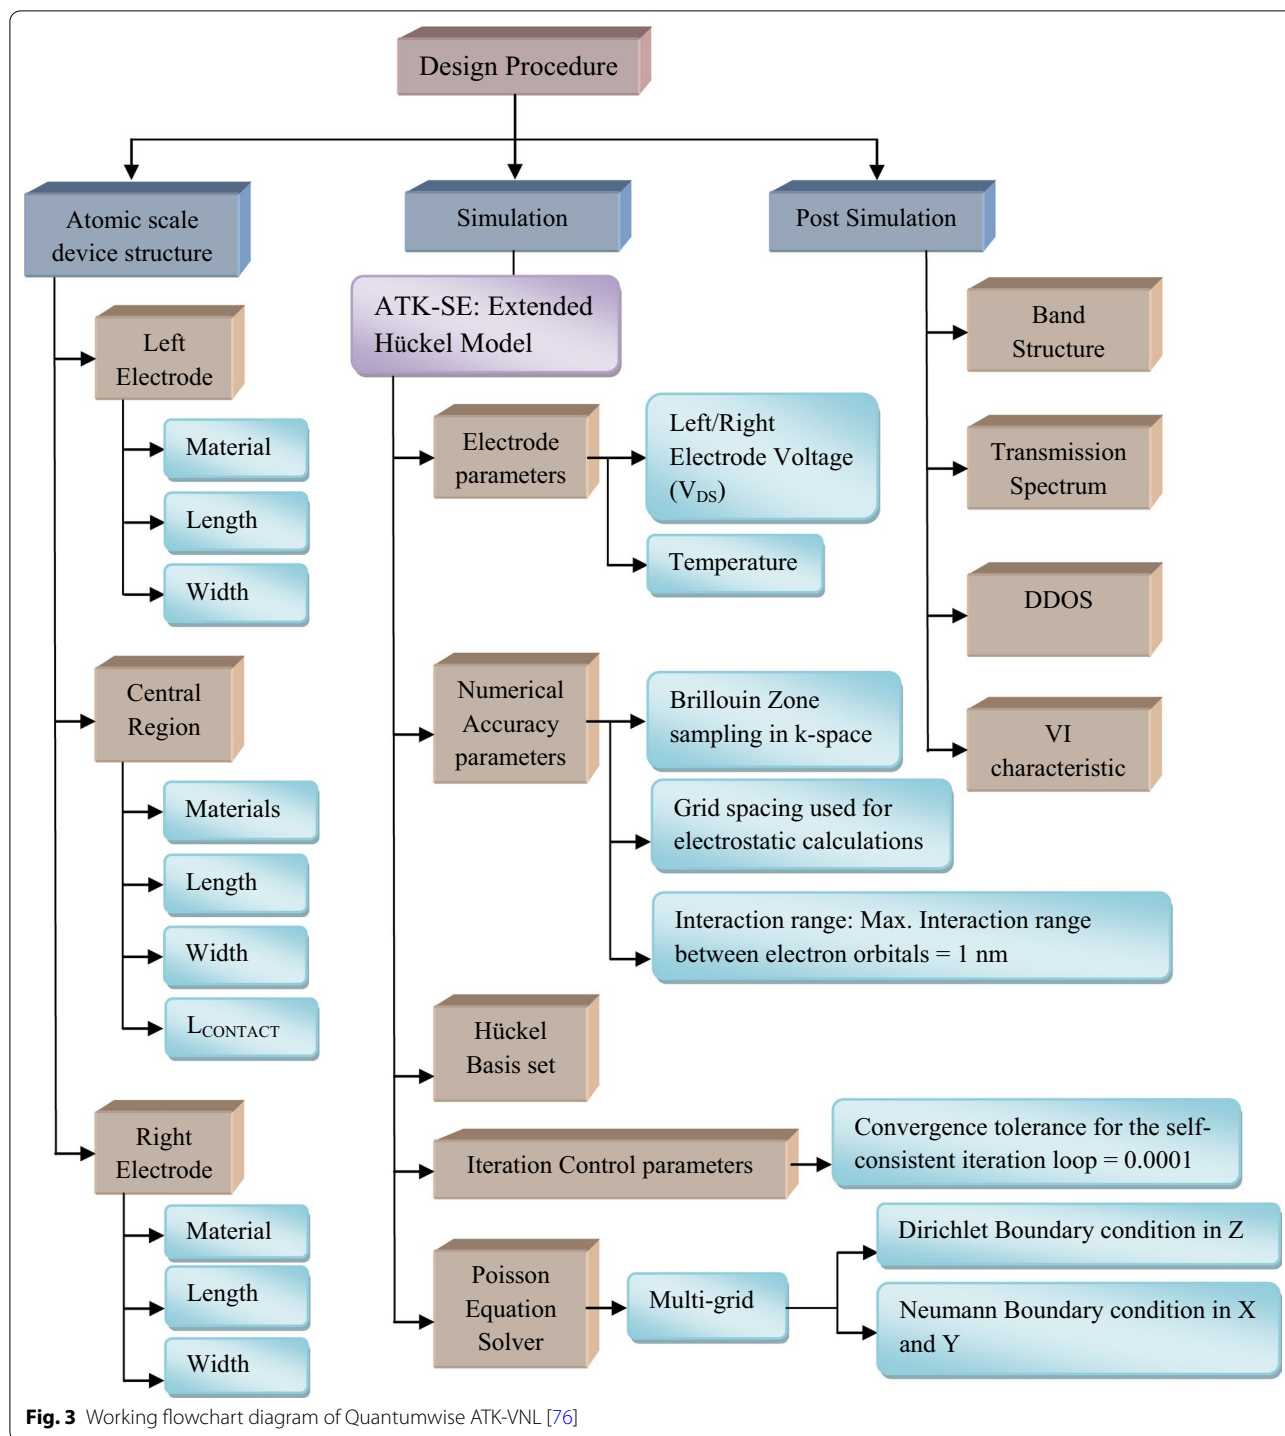 Design Procedure
Atomic scale
device structure
Left
Electrode
Material
Length
Width
Central
Region
Materials
Length
Width
LCONTACT
Right
Electrode
Material
Length
Width
Simulation
ATK-SE: Extended
Hückel Model
Electrode
parameters
Left/Right
Electrode Voltage
(VDS)
Temperature
Numerical
Accuracy
parameters
Brillouin Zone
sampling in k-space
Grid spacing used for
electrostatic calculations
Interaction range: Max. Interaction range
between electron orbitals = 1 nm
Hückel
Basis set
Iteration Control parameters
Convergence tolerance for the self-
consistent iteration loop = 0.0001
Poisson
Equation
Solver
Multi-grid
Dirichlet Boundary condition in Z
Neumann Boundary condition in X
and Y
Post Simulation
Band
Structure
Transmission
Spectrum
DDOS
VI
characteristic
Fig. 3 Working flowchart diagram of Quantumwise ATK-VNL [76]